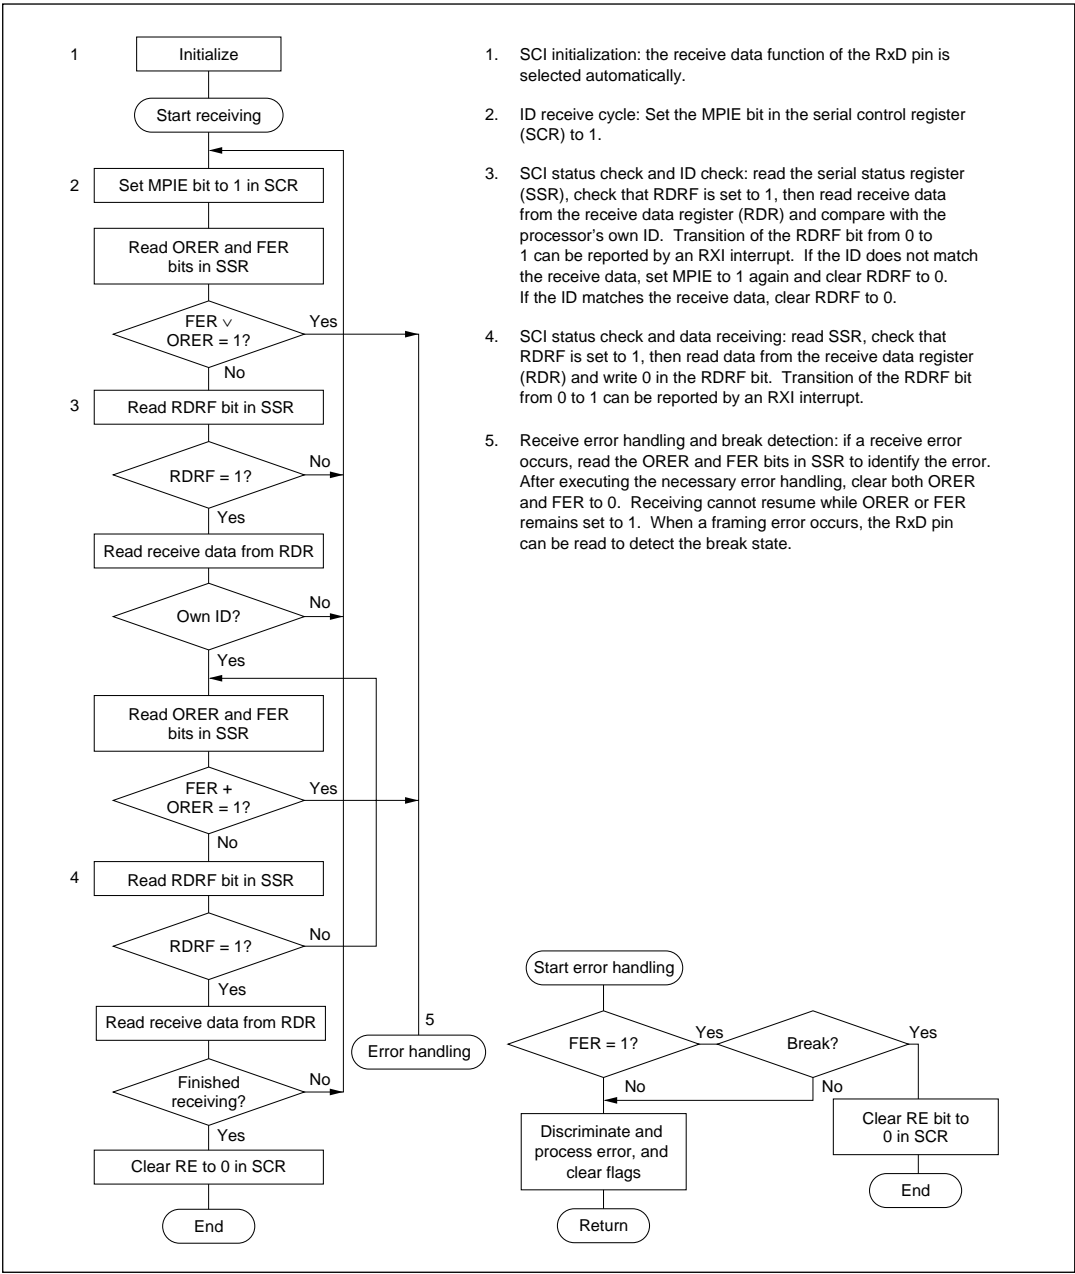 1
Initialize
Start receiving
2
Set MPIE bit to 1 in SCR
Read ORER and FER
bits in SSR
FER ∨
ORER = 1?
Yes
No
3
Read RDRF bit in SSR
RDRF = 1?
No
Yes
Read receive data from RDR
Own ID?
No
Yes
Read ORER and FER
bits in SSR
FER +
ORER = 1?
Yes
No
4
Read RDRF bit in SSR
RDRF = 1?
No
Yes
Read receive data from RDR
Finished
receiving?
No
Yes
Clear RE to 0 in SCR
End
5
Error handling
1. SCI initialization: the receive data function of the RxD pin is
selected automatically.
2. ID receive cycle: Set the MPIE bit in the serial control register
(SCR) to 1.
3. SCI status check and ID check: read the serial status register
(SSR), check that RDRF is set to 1, then read receive data
from the receive data register (RDR) and compare with the
processor's own ID. Transition of the RDRF bit from 0 to
1 can be reported by an RXI interrupt. If the ID does not match
the receive data, set MPIE to 1 again and clear RDRF to 0.
If the ID matches the receive data, clear RDRF to 0.
4. SCI status check and data receiving: read SSR, check that
RDRF is set to 1, then read data from the receive data register
(RDR) and write 0 in the RDRF bit. Transition of the RDRF bit
from 0 to 1 can be reported by an RXI interrupt.
5. Receive error handling and break detection: if a receive error
occurs, read the ORER and FER bits in SSR to identify the error.
After executing the necessary error handling, clear both ORER
and FER to 0. Receiving cannot resume while ORER or FER
remains set to 1. When a framing error occurs, the RxD pin
can be read to detect the break state.
Start error handling
FER = 1?
Yes
No
Break?
Yes
No
Discriminate and
process error, and
clear flags
Return
Clear RE bit to
0 in SCR
End